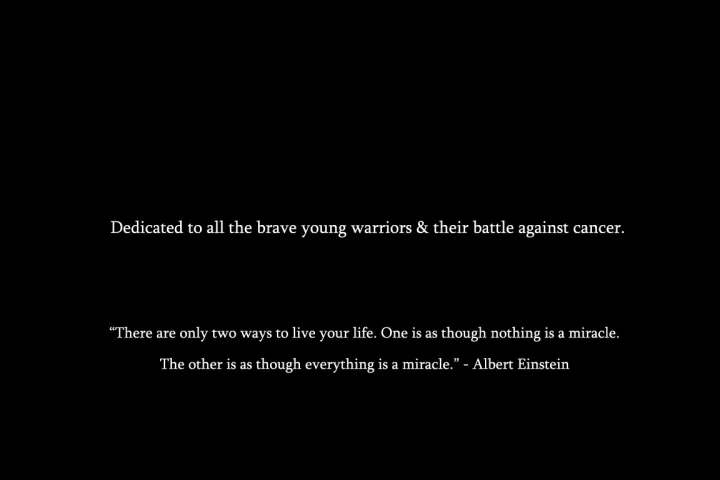 Dedicated to all the brave young warriors & their battle against cancer.
“There are only two ways to live your life. One is as though nothing is a miracle.
The other is as though everything is a miracle.” - Albert Einstein